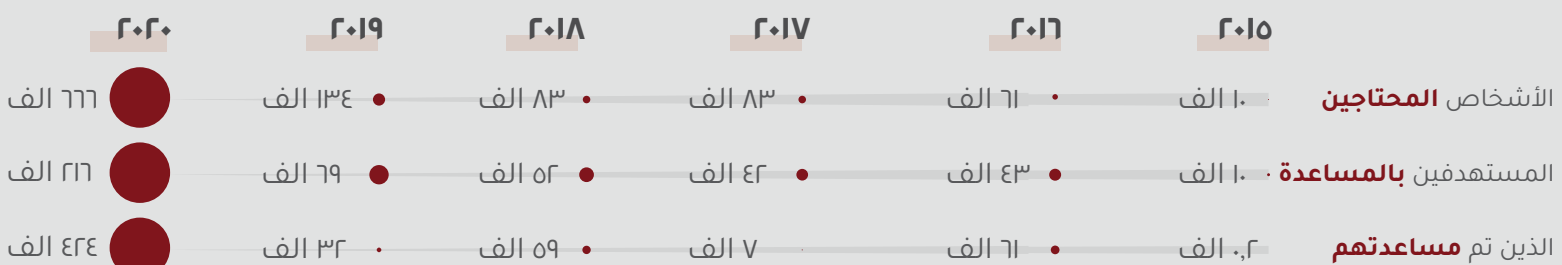 ٢٠١٥ ٢٠١٦ ٢٠١٧ ٢٠١٨ ٢٠١٩ ٢٠٢٠
الأشخاص المحتاجين ١٠ الف ٦١ الف ٨٣ الف ٨٣ الف ١٣٤ الف ٦٦٦ الف
المستهدفين بالمساعدة ١٠ الف ٤٣ الف ٤٢ الف ٥٢ الف ٦٩ الف ٢١٦ الف
الذين تم مساعدتهم ٠,٢ الف ٦١ الف ٧ الف ٥٩ الف ٣٢ الف ٤٢٤ الف